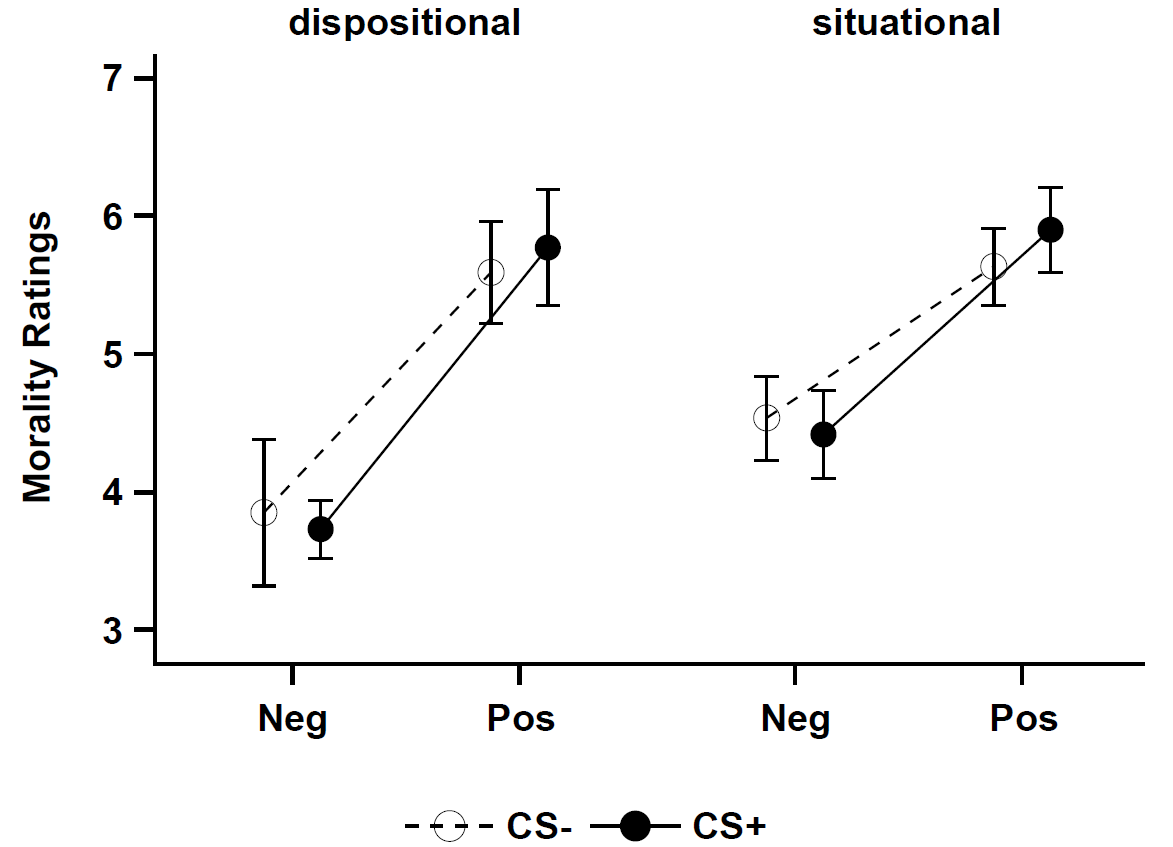 dispositional situational
7
6
5
4
3
Morality Ratings
Neg Pos Neg Pos
CS- CS+